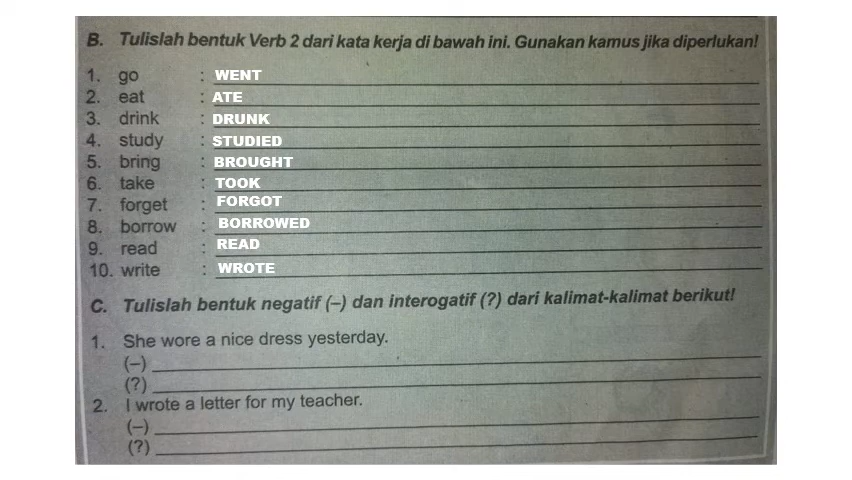 B. Tulislah bentuk Verb 2 dari kata kerja di bawah ini. Gunakan kamus jika diperlukan!
1. go : WENT
2. eat : ATE
3. drink : DRUNK
4. study : STUDIED
5. bring : BROUGHT
6. take : TOOK
7. forget : FORGOT
8. borrow : BORROWED
9. read : READ
10. write : WROTE
C. Tulislah bentuk negatif (–) dan interogatif (?) dari kalimat-kalimat berikut!
1. She wore a nice dress yesterday.
(–)
(?)
2. I wrote a letter for my teacher.
(–)
(?)